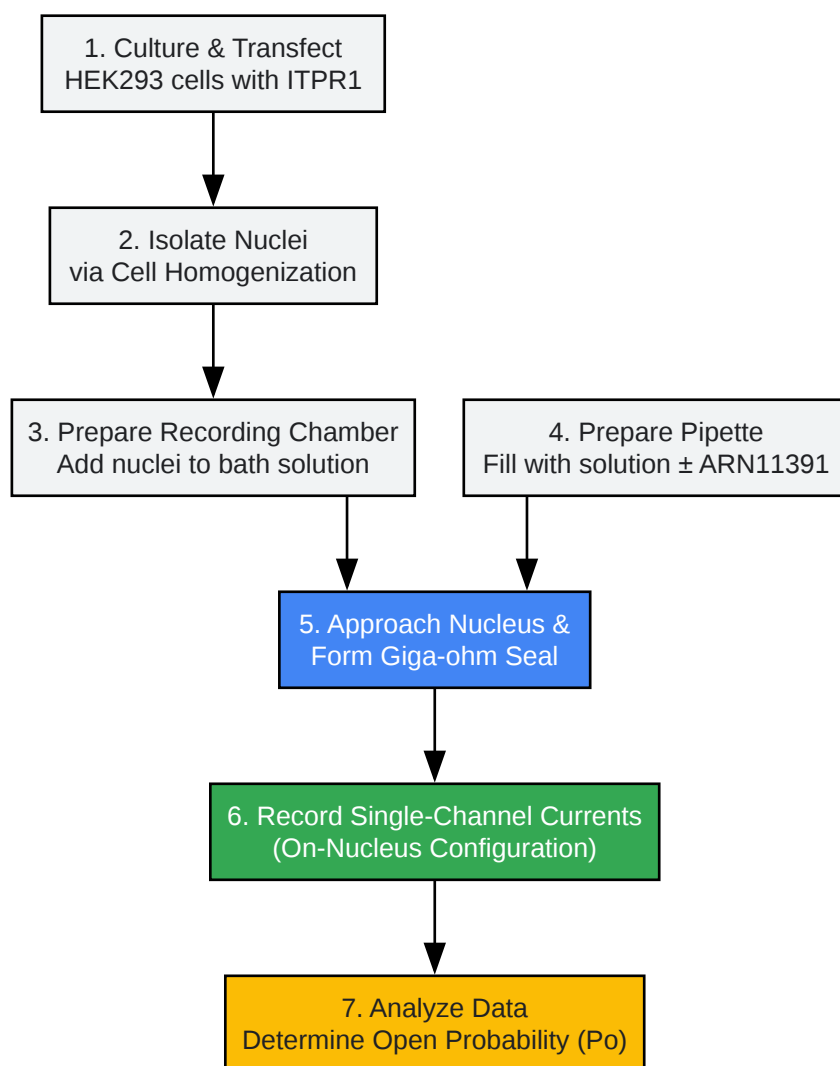 1. Culture & Transfect
HEK293 cells with ITPR1
2. Isolate Nuclei
via Cell Homogenization
3. Prepare Recording Chamber
Add nuclei to bath solution
4. Prepare Pipette
Fill with solution ± ARN11391
5. Approach Nucleus &
Form Giga-ohm Seal
6. Record Single-Channel Currents
(On-Nucleus Configuration)
7. Analyze Data
Determine Open Probability (Po)